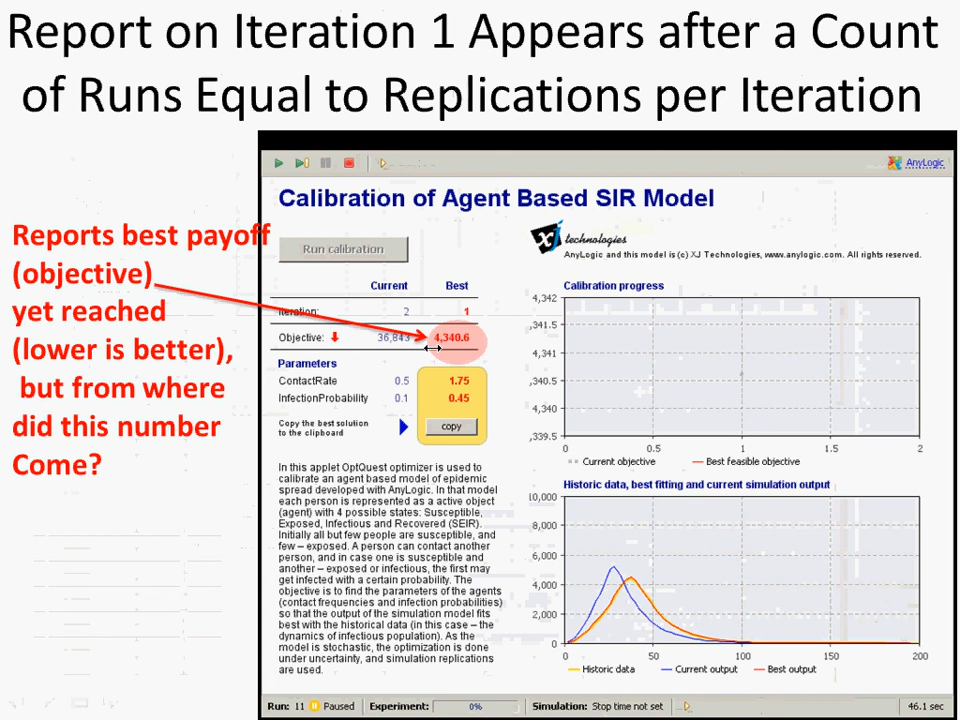 Report on Iteration 1 Appears after a Count
of Runs Equal to Replications per Iteration
Reports best payoff
(objective)
yet reached
(lower is better),
but from where
did this number
Come?
AnyLogic
Calibration of Agent Based SIR Model
Run calibration
XJ technologies
AnyLogic and this model is (c) XJ Technologies, www.anylogic.com. All rights reserved.
Current Best
Iteration: 2 1
Objective: 36,843 4,340.6
Parameters
ContactRate 0.5 1.75
InfectionProbability 0.1 0.45
Copy the best solution
to the clipboard
copy
In this applet OptQuest optimizer is used to
calibrate an agent based model of epidemic
spread developed with AnyLogic. In that model
each person is represented as a active object
(agent) with 4 possible states: Susceptible,
Exposed, Infectious and Recovered (SEIR).
Initially all but few people are susceptible, and
few – exposed. A person can contact another
person, and in case one is susceptible and
another – exposed or infectious, the first may
get infected with a certain probability. The
objective is to find the parameters of the agents
(contact frequencies and infection probabilities)
so that the output of the simulation model fits
best with the historical data (in this case – the
dynamics of infectious population). As the
model is stochastic, the optimization is done
under uncertainty, and simulation replications
are used.
Calibration progress
4,342
,341.5
4,341
,340.5
4,340
,339.5
0 0.5 1 1.5 2
Current objective Best feasible objective
Historic data, best fitting and current simulation output
10,000
8,000
6,000
4,000
2,000
0
0 50 100 150 200
Historic data Current output Best output
Run: 11 Paused Experiment: 0% Simulation: Stop time not set 46.1 sec